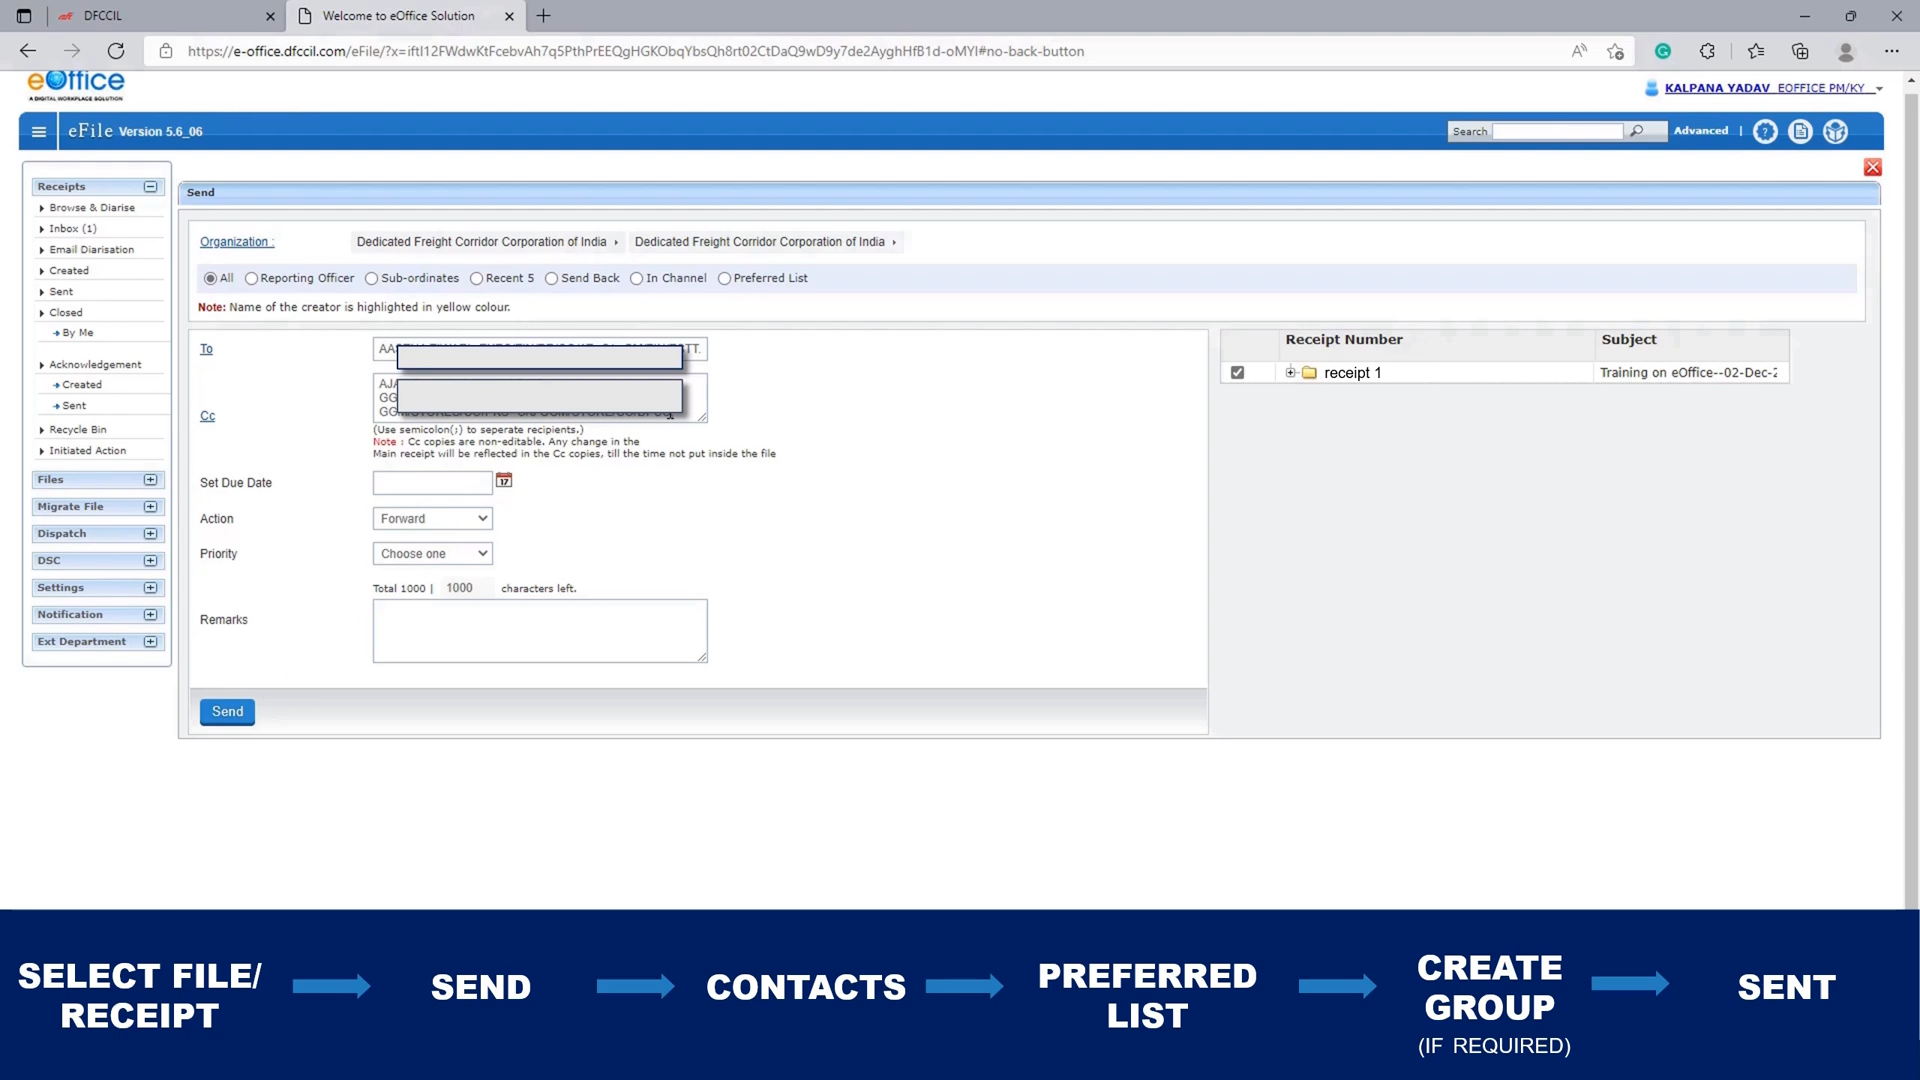 DFCCIL
Welcome to eOffice Solution
https://e-office.dfccil.com/eFile/?x=iftI12FWdwKtFcebvAh7q5PthPrEEQgHGKObqYbsQh8rt02CtDaQ9wD9y7de2AyghHfB1d-oMYI#no-back-button
eOffice
A DIGITAL WORKPLACE SOLUTION
KALPANA YADAV EOFFICE PM/KY
eFile Version 5.6_06
Search
Advanced |
Receipts
Browse & Diarise
Inbox (1)
Email Diarisation
Created
Sent
Closed
By Me
Acknowledgement
Created
Sent
Recycle Bin
Initiated Action
Files
Migrate File
Dispatch
DSC
Settings
Notification
Ext Department
Send
Organization :
Dedicated Freight Corridor Corporation of India
Dedicated Freight Corridor Corporation of India
All
Reporting Officer
Sub-ordinates
Recent 5
Send Back
In Channel
Preferred List
Note: Name of the creator is highlighted in yellow colour.
To
Cc
(Use semicolon(;) to seperate recipients.)
Note : Cc copies are non-editable. Any change in the
Main receipt will be reflected in the Cc copies, till the time not put inside the file
Set Due Date
17
Action
Forward
Priority
Choose one
Total 1000 | 1000 characters left.
Remarks
Send
Receipt Number
Subject
receipt 1
Training on eOffice--02-Dec-2
SELECT FILE/
RECEIPT
SEND
CONTACTS
PREFERRED
LIST
CREATE
GROUP
(IF REQUIRED)
SENT